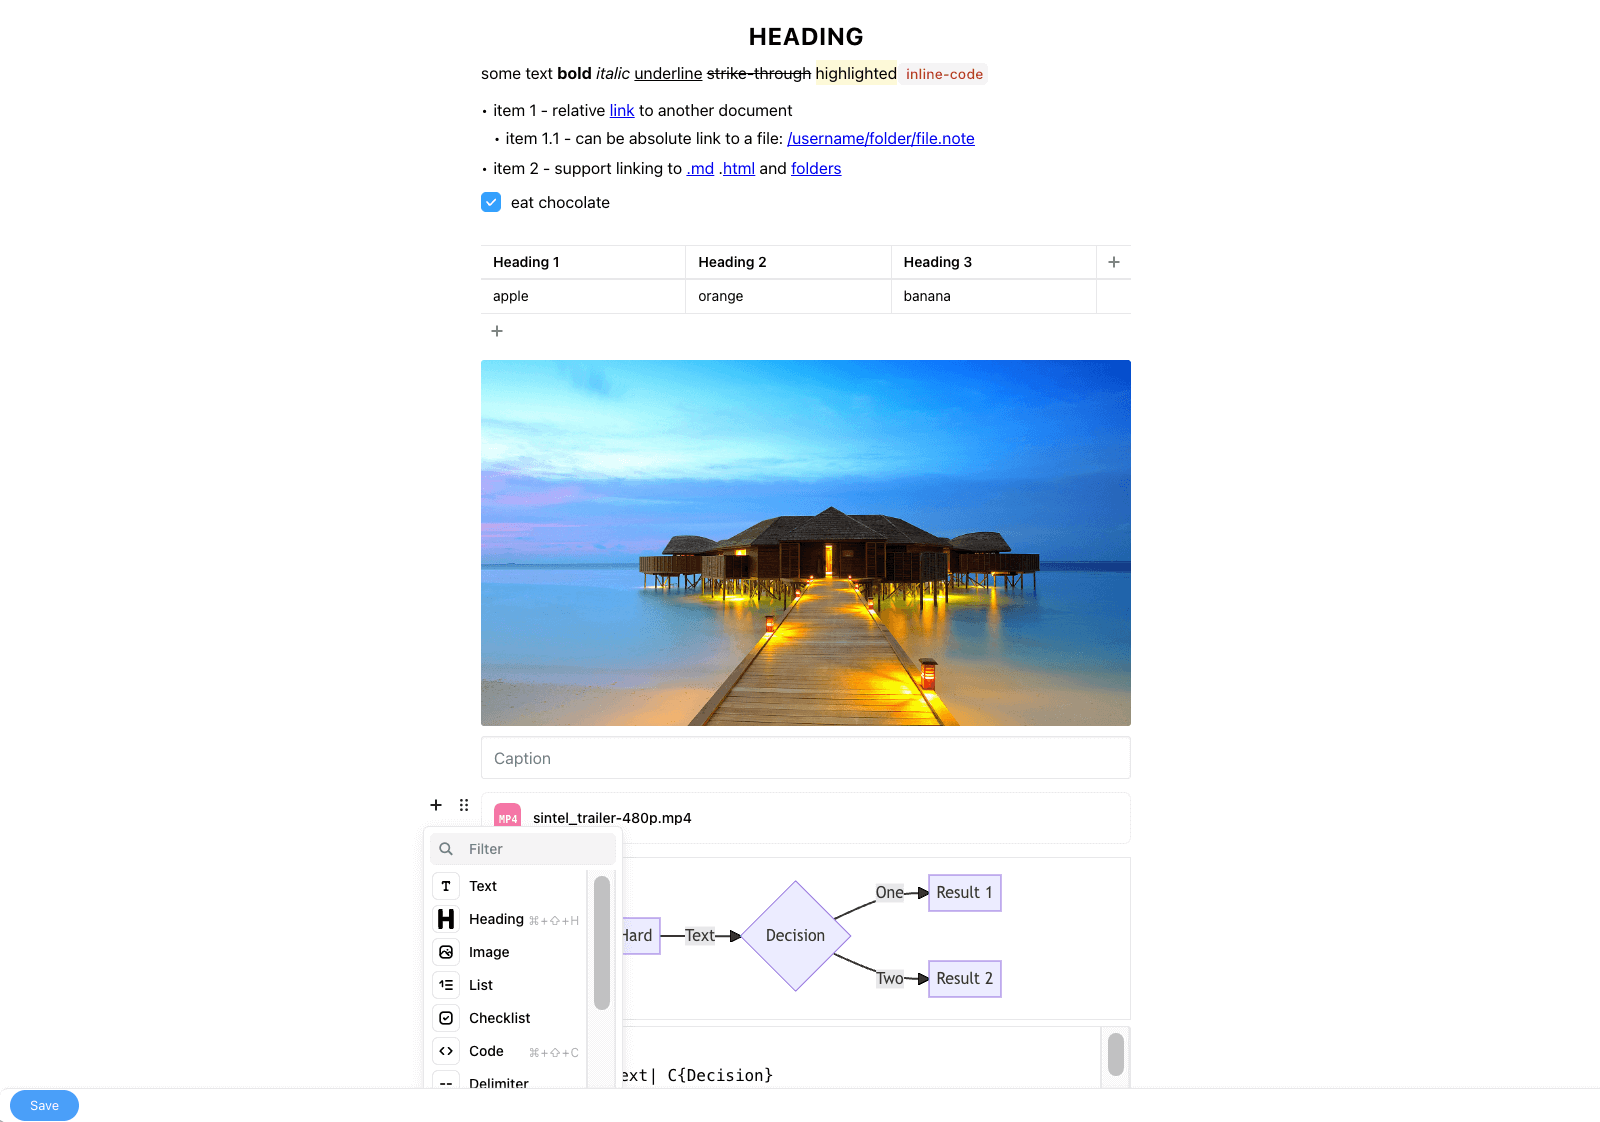 HEADING
some text bold italic underline strike-through highlighted inline-code
• item 1 - relative link to another document
• item 1.1 - can be absolute link to a file: /username/folder/file.note
• item 2 - support linking to .md .html and folders
eat chocolate
Heading 1 Heading 2 Heading 3 +
apple orange banana
+
Caption
MP4 sintel_trailer-480p.mp4
Filter
Text
Heading ⌘+⇧+H
Image
List
Checklist
Code ⌘+⇧+C
Delimiter
One Result 1
Hard Text Decision
Two Result 2
ext| C{Decision}
Save